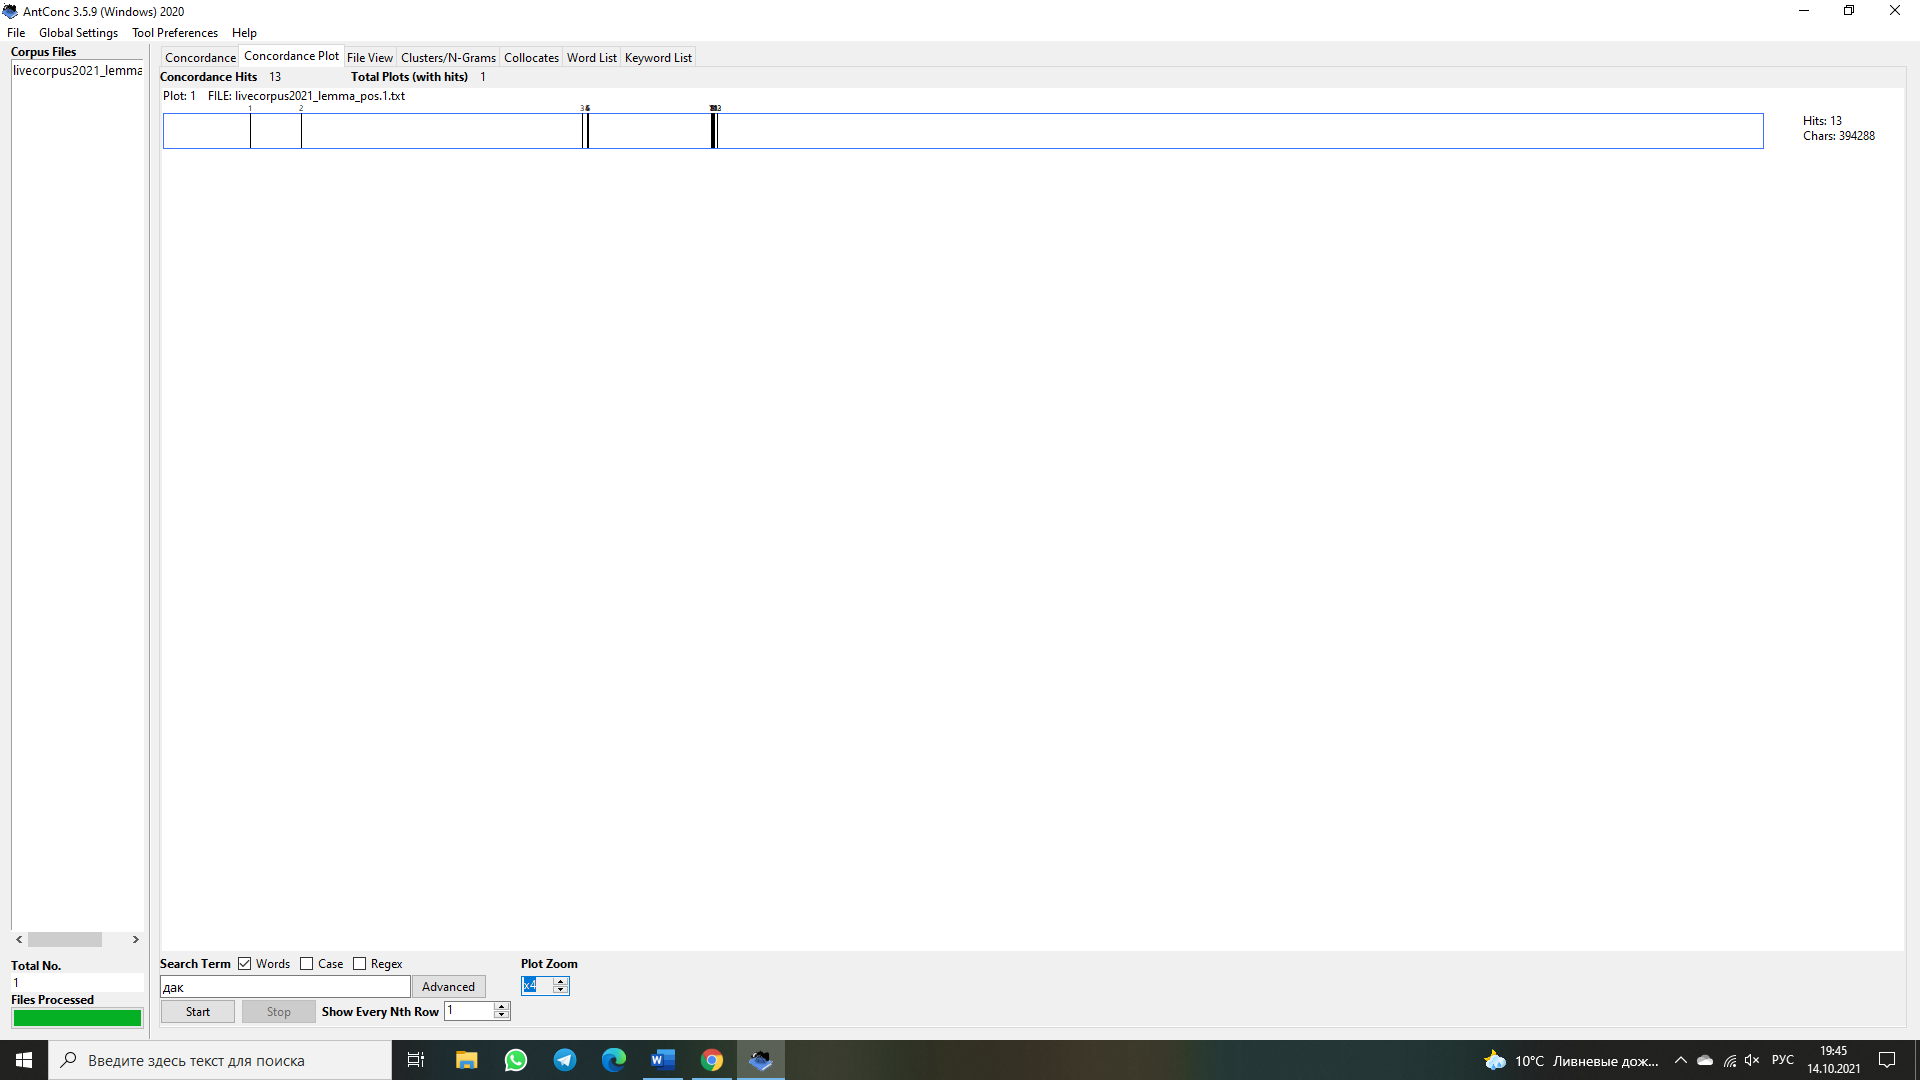 AntConc 3.5.9 (Windows) 2020
File Global Settings Tool Preferences Help
Corpus Files
livecorpus2021_lemma
Concordance Concordance Plot File View Clusters/N-Grams Collocates Word List Keyword List
Concordance Hits 13 Total Plots (with hits) 1
Plot: 1 FILE: livecorpus2021_lemma_pos.1.txt
1 2 3
Hits: 13
Chars: 394288
Total No.
1
Files Processed
Search Term Words Case Regex
дак Advanced
Start Stop Show Every Nth Row 1
Plot Zoom
x4
Введите здесь текст для поиска
10°C Ливневые дож...
РУС
19:45
14.10.2021